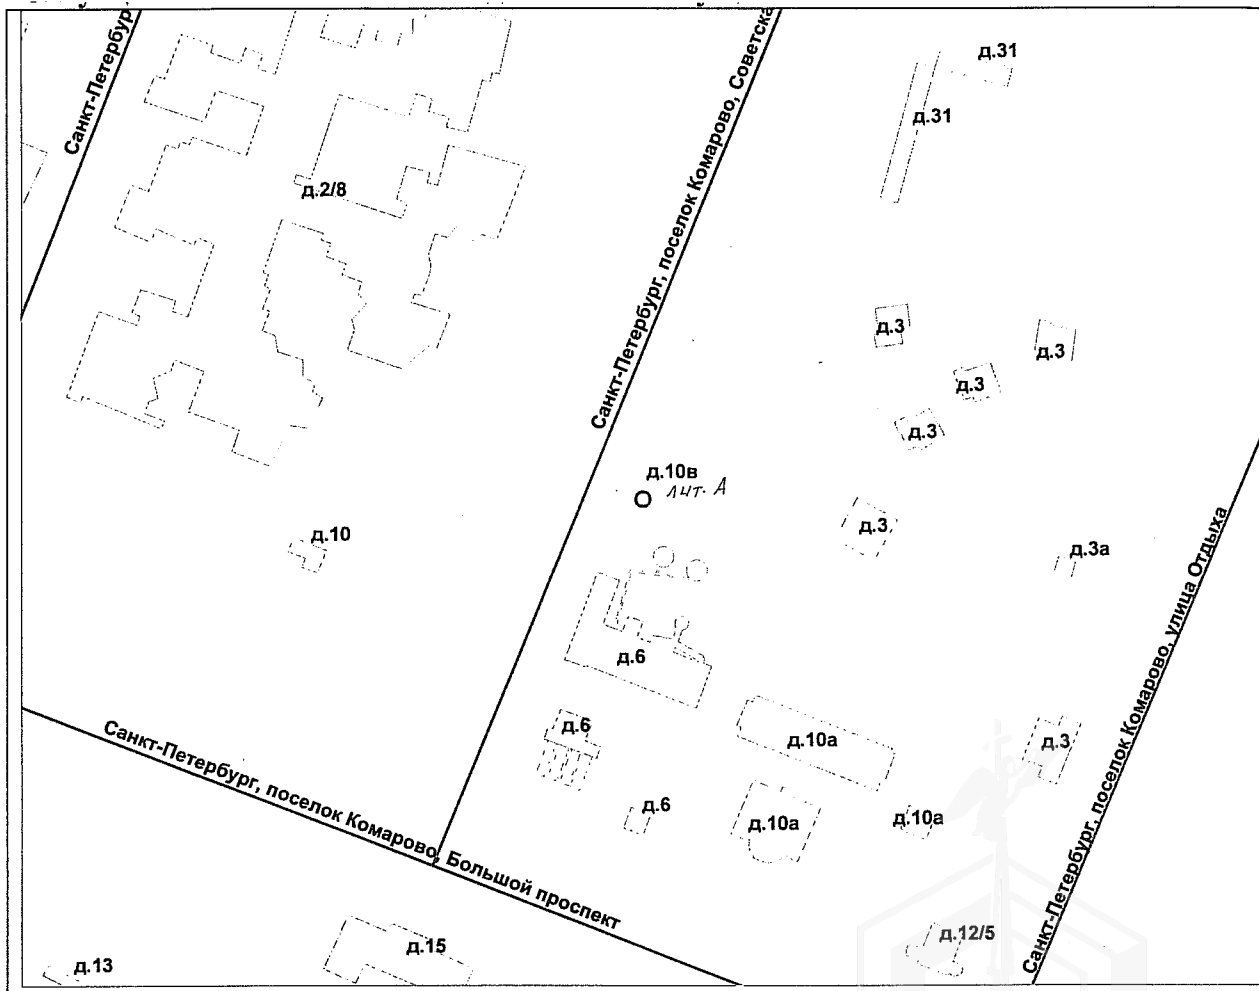 Санкт-Петербур
Санкт-Петербург, поселок Комарово, Советска
д.31
д.31
д.2/8
д.3
д.3
д.3
д.3
д.10в
лит. А
д.3
д.10
д.3а
Санкт-Петербург, поселок Комарово, улица Отдыха
д.6
д.6
д.10а
д.3
д.6
д.10а
д.10а
Санкт-Петербург, поселок Комарово, Большой проспект
д.12/5
д.15
д.13